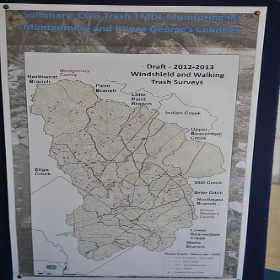 Summary: COG Trash TMDL Monitoring for
Montgomery and Prince George's Counties
Draft - 2012-2013
Windshield and Walking
Trash Surveys
Northwest
Branch
Montgomery
County
Paint
Branch
Little
Paint
Branch
Indian Creek
Upper
Beaverdam
Creek
Sligo
Creek
Still Creek
Brier Ditch
Northeast
Branch
Prince
George's
County
Lower
Beaverdam
Creek
Watts
Branch